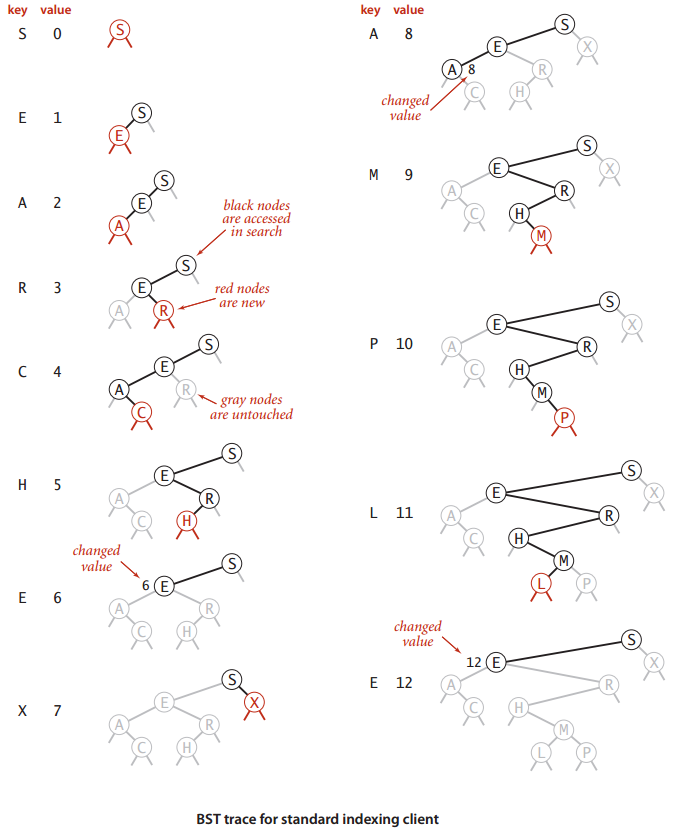 key value
S 0
S
E 1
S
E
A 2
S
E
A
black nodes
are accessed
in search
R 3
S
E
A R
red nodes
are new
C 4
S
E
A R
C
gray nodes
are untouched
H 5
S
E
A R
C H
changed
value
E 6
S
6 E
A R
C H
X 7
S
E X
A R
C H
key value
A 8
S
E X
A 8 R
C H
changed
value
M 9
S
E X
A R
C H
M
P 10
S
E X
A R
C H
M
P
L 11
S
E X
A R
C H
M
L P
changed
value
E 12
S
12 E X
A R
C H
M
L P
BST trace for standard indexing client